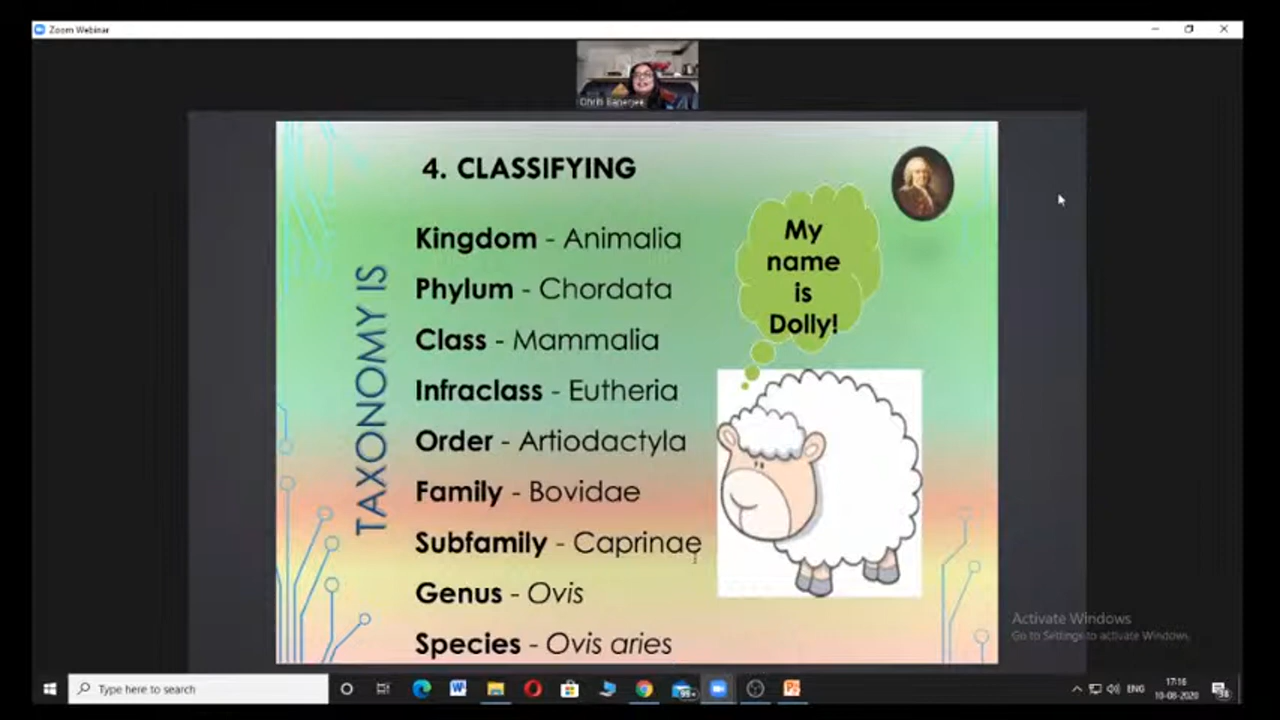 Zoom Webinar
4. CLASSIFYING
TAXONOMY IS
Kingdom - Animalia
Phylum - Chordata
Class - Mammalia
Infraclass - Eutheria
Order - Artiodactyla
Family - Bovidae
Subfamily - Caprinae
Genus - Ovis
Species - Ovis aries
My
name
is
Dolly!
Activate Windows
Go to Settings to activate Windows.
Type here to search
99+
ENG
17:16
10-08-2020